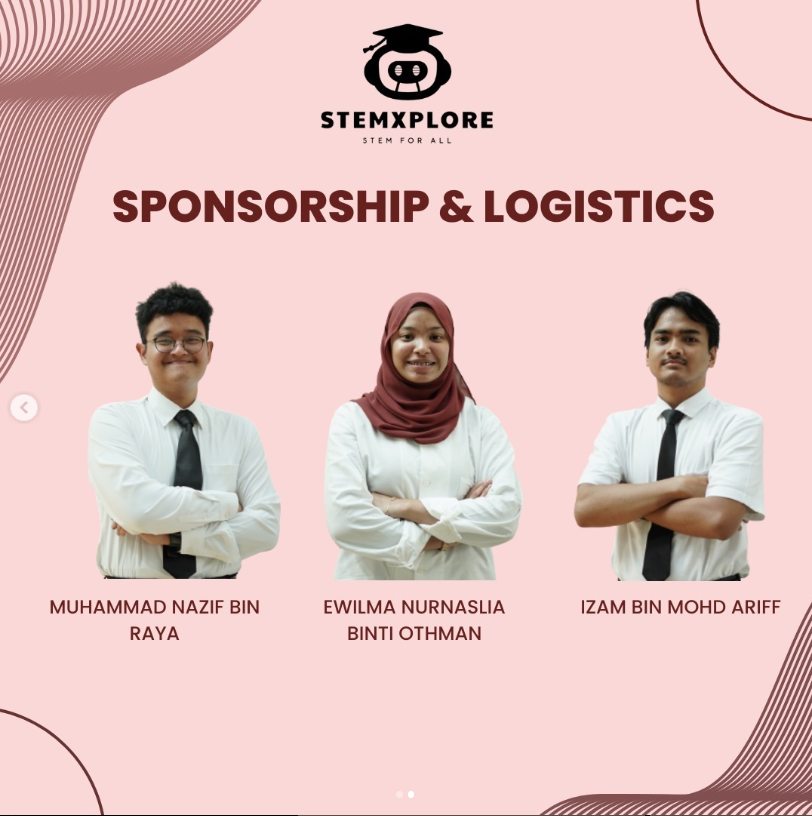 STEMXPLORE
STEM FOR ALL
SPONSORSHIP & LOGISTICS
MUHAMMAD NAZIF BIN
RAYA
EWILMA NURNASLIA
BINTI OTHMAN
IZAM BIN MOHD ARIFF